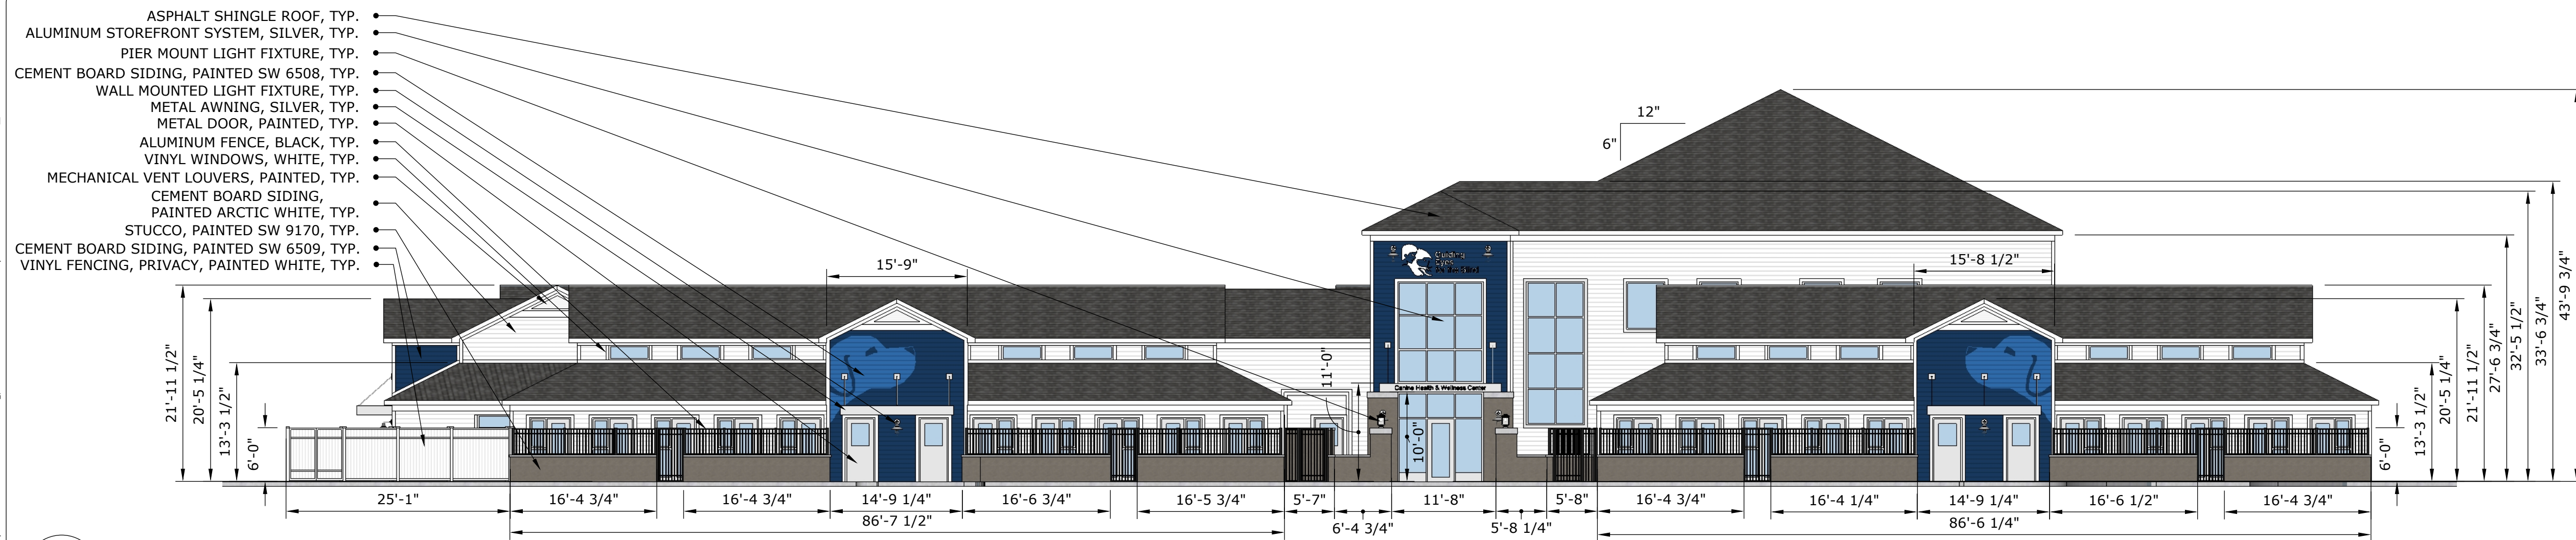 ASPHALT SHINGLE ROOF, TYP.
ALUMINUM STOREFRONT SYSTEM, SILVER, TYP.
PIER MOUNT LIGHT FIXTURE, TYP.
CEMENT BOARD SIDING, PAINTED SW 6508, TYP.
WALL MOUNTED LIGHT FIXTURE, TYP.
METAL AWNING, SILVER, TYP.
METAL DOOR, PAINTED, TYP.
ALUMINUM FENCE, BLACK, TYP.
VINYL WINDOWS, WHITE, TYP.
MECHANICAL VENT LOUVERS, PAINTED, TYP.
CEMENT BOARD SIDING,
PAINTED ARCTIC WHITE, TYP.
STUCCO, PAINTED SW 9170, TYP.
CEMENT BOARD SIDING, PAINTED SW 6509, TYP.
VINYL FENCING, PRIVACY, PAINTED WHITE, TYP.
12"
6"
15'-9"
15'-8 1/2"
Guiding
Eyes
Canine Health & Wellness Center
21'-11 1/2"
20'-5 1/4"
13'-3 1/2"
6'-0"
11'-0"
10'-0"
6'-0"
13'-3 1/2"
20'-5 1/4"
21'-11 1/2"
27'-6 3/4"
32'-5 1/2"
33'-6 3/4"
43'-9 3/4"
25'-1"
16'-4 3/4"
16'-4 3/4"
14'-9 1/4"
16'-6 3/4"
16'-5 3/4"
5'-7"
11'-8"
5'-8"
16'-4 3/4"
16'-4 1/4"
14'-9 1/4"
16'-6 1/2"
16'-4 3/4"
86'-7 1/2"
6'-4 3/4"
5'-8 1/4"
86'-6 1/4"